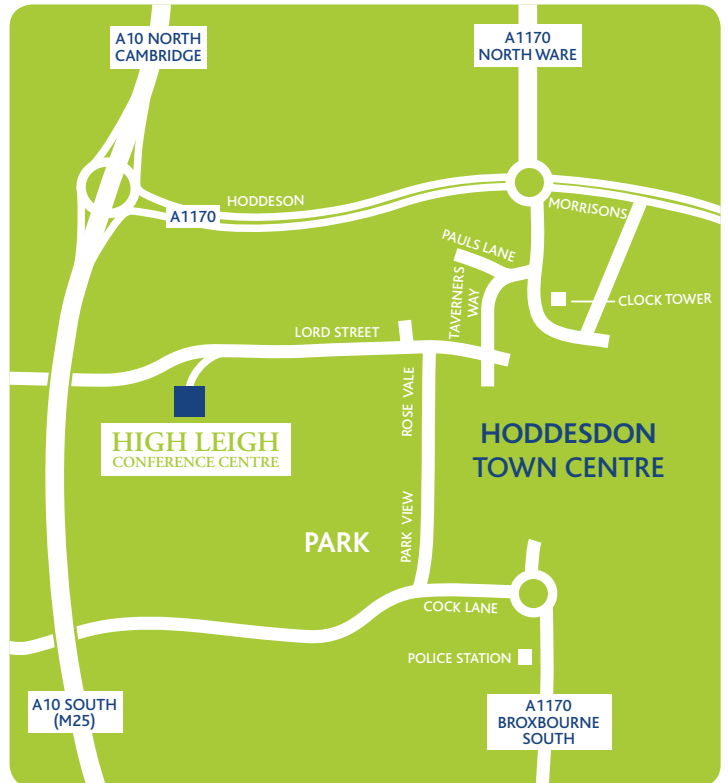 A10 NORTH
CAMBRIDGE
A1170
NORTH WARE
HODDESON
A1170
MORRISONS
PAULS LANE
TAVERNERS
WAY
CLOCK TOWER
LORD STREET
ROSE VALE
HIGH LEIGH
CONFERENCE CENTRE
HODDESDON
TOWN CENTRE
PARK VIEW
PARK
COCK LANE
POLICE STATION
A10 SOUTH
(M25)
A1170
BROXBOURNE
SOUTH